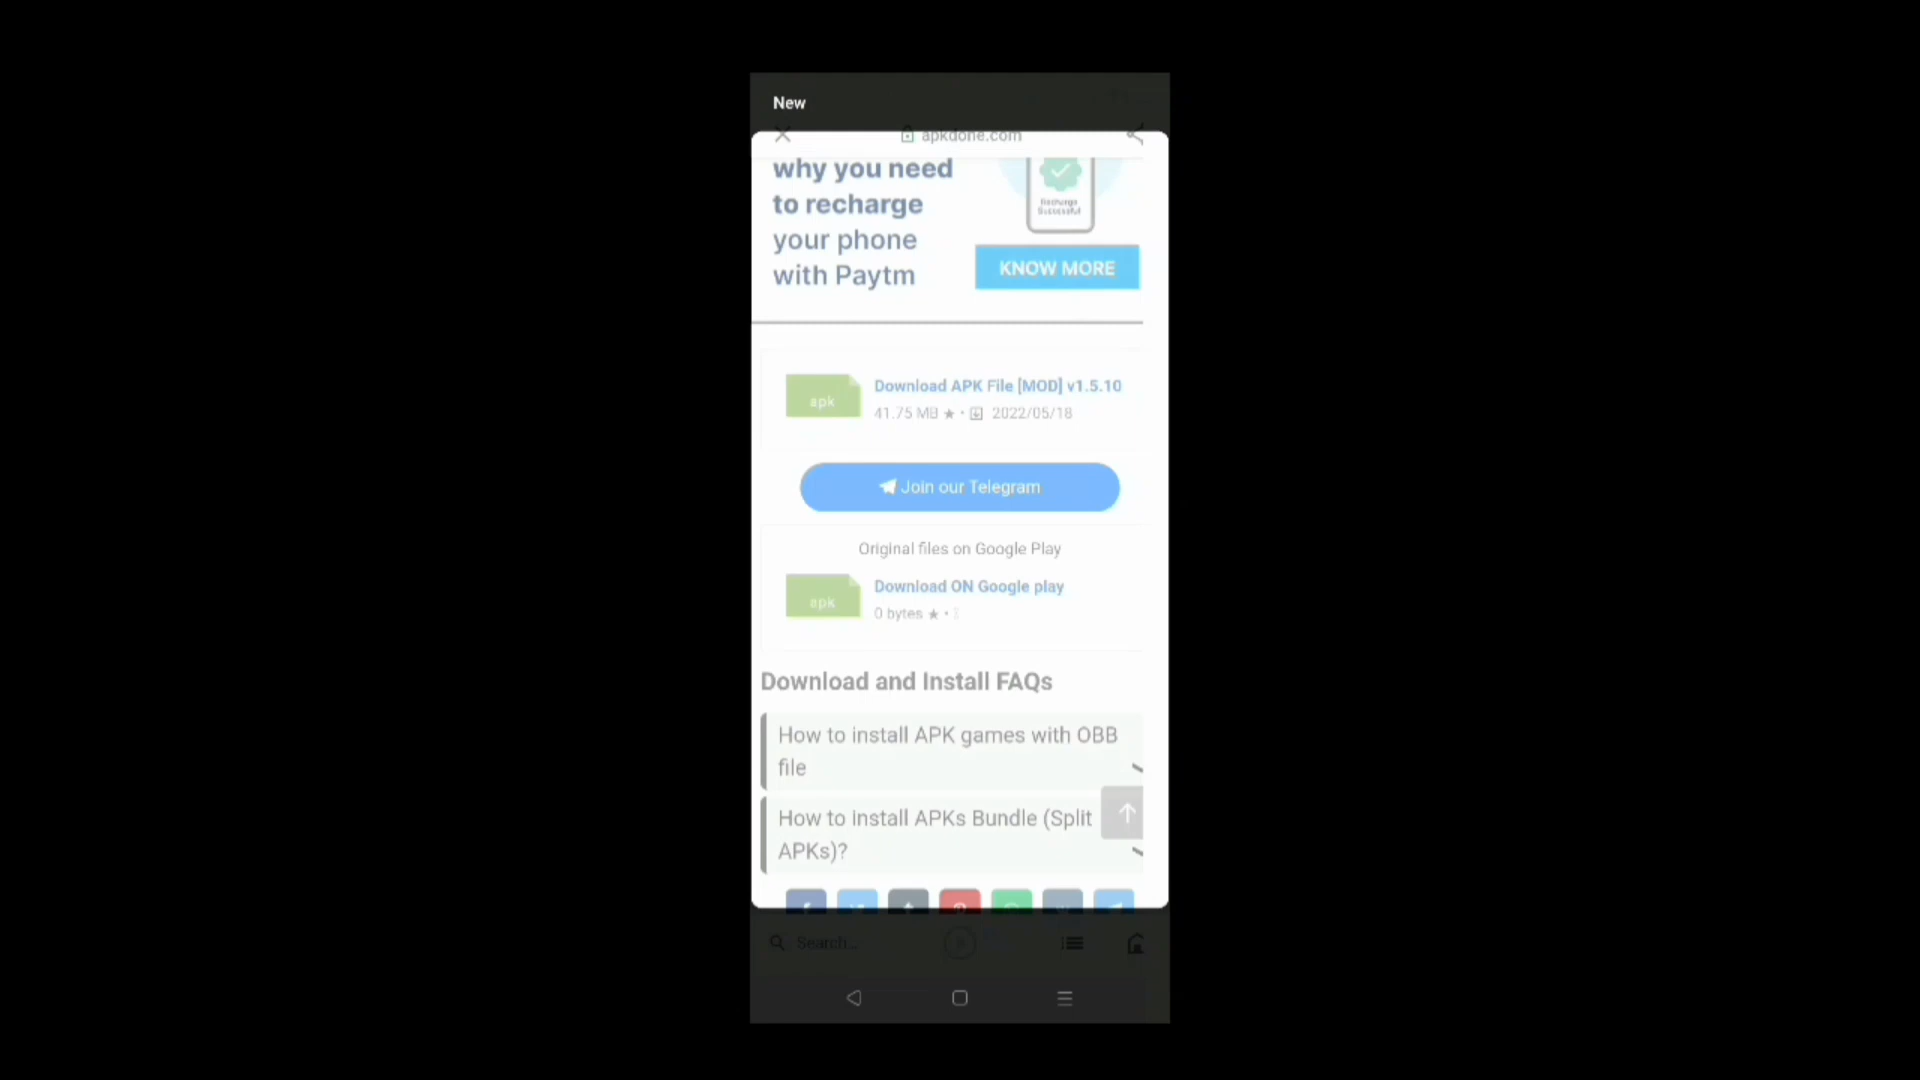 New
apkdone.com
why you need
to recharge
your phone
with Paytm
Recharge
Successful
KNOW MORE
apk
Download APK File [MOD] v1.5.10
41.75 MB ★ • 2022/05/18
Join our Telegram
Original files on Google Play
apk
Download ON Google play
0 bytes ★ •
Download and Install FAQs
How to install APK games with OBB
file
How to install APKs Bundle (Split
APKs)?
Search...